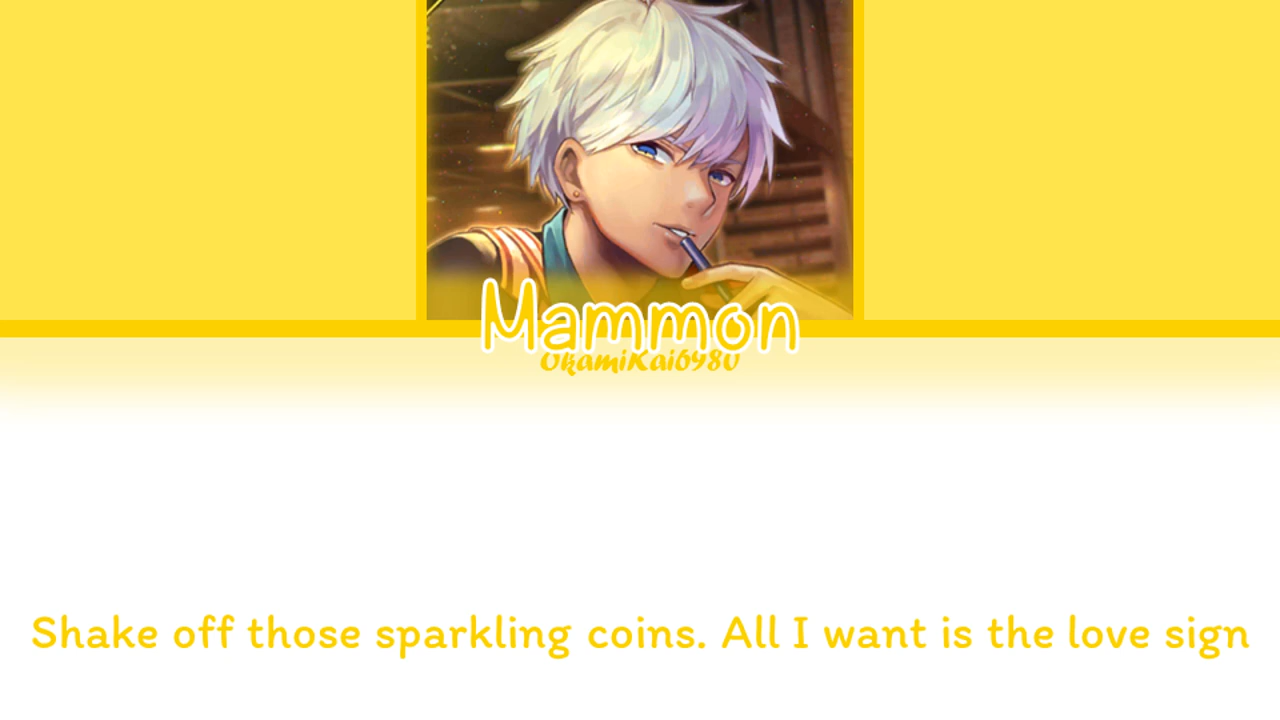 Mammon
OkamiKai6980
Shake off those sparkling coins. All I want is the love sign